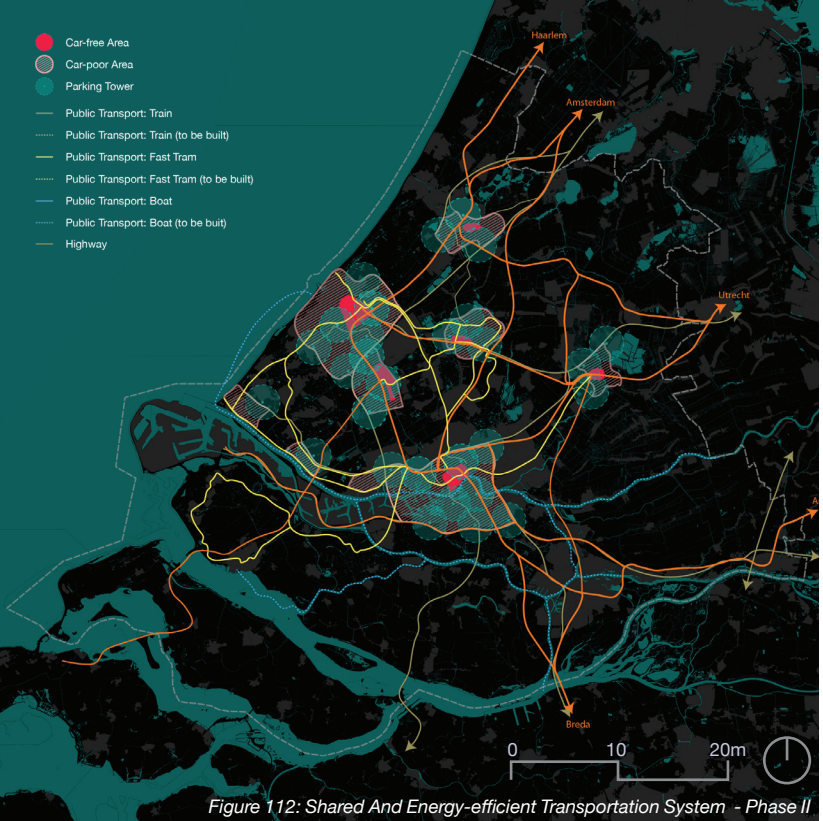 Car-free Area
Car-poor Area
Parking Tower
Public Transport: Train
Public Transport: Train (to be built)
Public Transport: Fast Tram
Public Transport: Fast Tram (to be built)
Public Transport: Boat
Public Transport: Boat (to be buit)
Highway
Haarlem
Amsterdam
Utrecht
A
Breda
0 10 20m
Figure 112: Shared And Energy-efficient Transportation System - Phase II